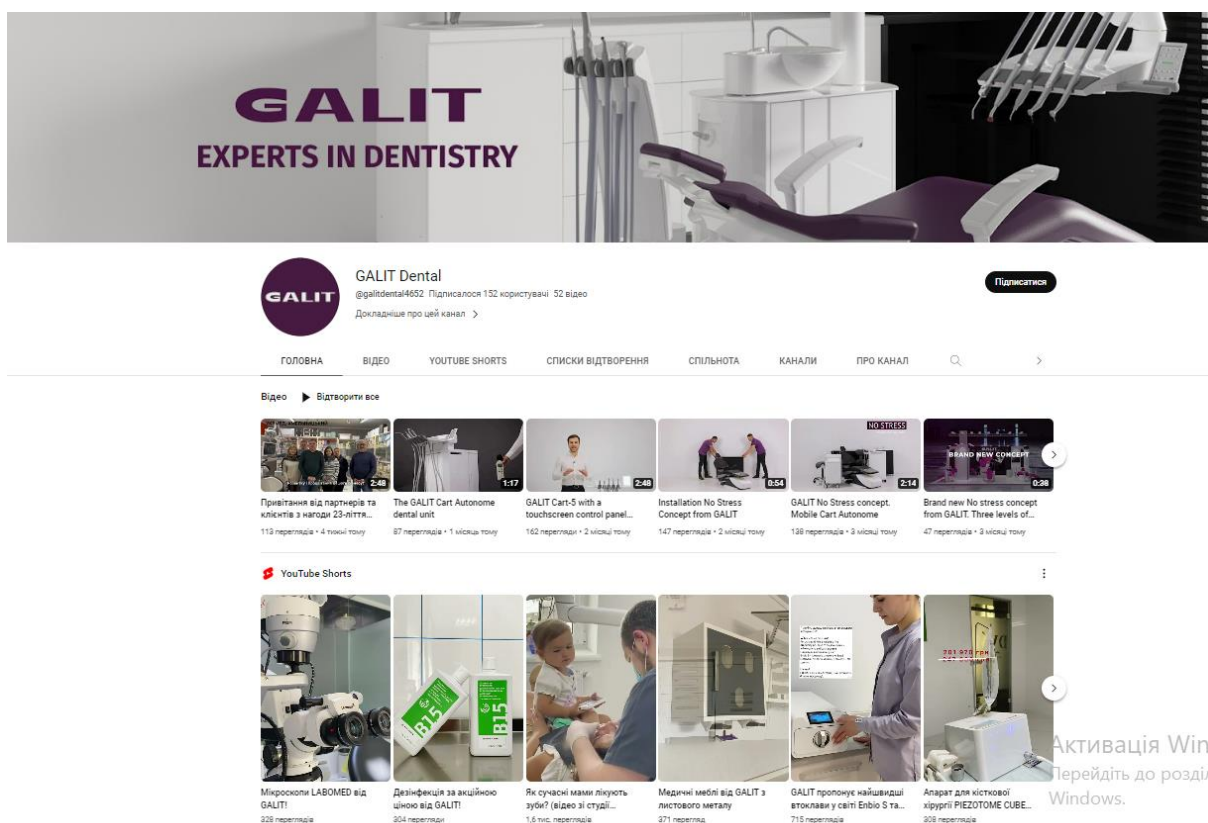 GALIT
EXPERTS IN DENTISTRY
GALIT
GALIT Dental
@galitdental4652 Підписалося 152 користувачі 52 відео
Докладніше про цей канал
Підписатися
ГОЛОВНА ВІДЕО YOUTUBE SHORTS СПИСКИ ВІДТВОРЕННЯ СПІЛЬНОТА КАНАЛИ ПРО КАНАЛ
Відео Відтворити все
2:48 1:17 2:48 0:54 NO STRESS 2:14 BRAND NEW CONCEPT 0:38
Привітання від партнерів та The GALIT Cart Autonome GALIT Cart-5 with a Installation No Stress GALIT No Stress concept. Brand new No stress concept
клієнтів з нагоди 23-ліття... dental unit touchscreen control panel... Concept from GALIT Mobile Cart Autonome from GALIT. Three levels of...
113 переглядів • 4 тижні тому 87 переглядів • 1 місяць тому 162 перегляди • 2 місяці тому 147 переглядів • 2 місяці тому 138 переглядів • 3 місяці тому 47 переглядів • 3 місяці тому
YouTube Shorts
B15 B15
281 920 грн
Мікроскопи LABOMED від Дезінфекція за акційною Як сучасні мами лікують Медичні меблі від GALIT з GALIT пропонує найшвидші Апарат для кісткової
GALIT! ціною від GALIT! зуби? (відео зі студії... листового металу втоклави у світі Enbio S та... хірургії PIEZOTOME CUBE...
328 переглядів 304 перегляди 1,6 тис. переглядів 371 перегляд 715 переглядів 308 переглядів
Активація Win
Перейдіть до розділ
Windows.